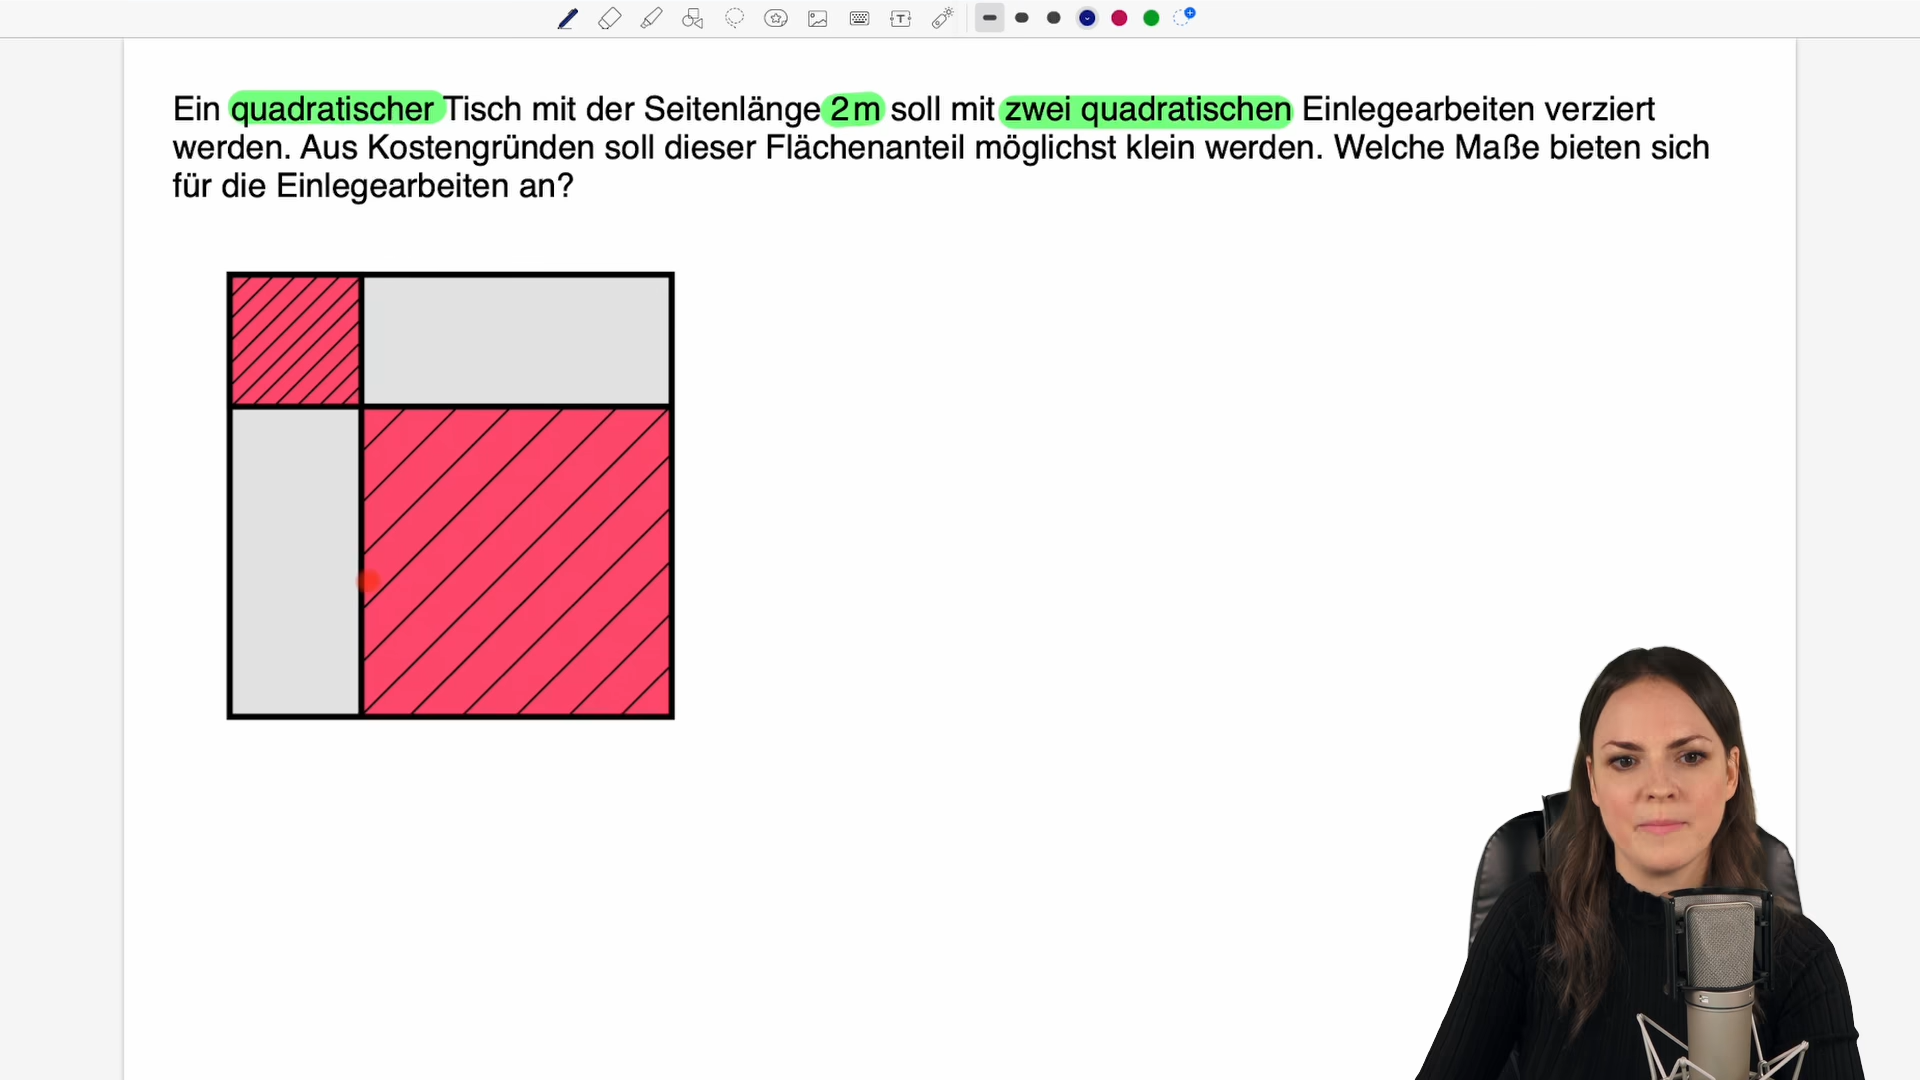 Ein quadratischer Tisch mit der Seitenlänge 2 m soll mit zwei quadratischen Einlegearbeiten verziert
werden. Aus Kostengründen soll dieser Flächenanteil möglichst klein werden. Welche Maße bieten sich
für die Einlegearbeiten an?